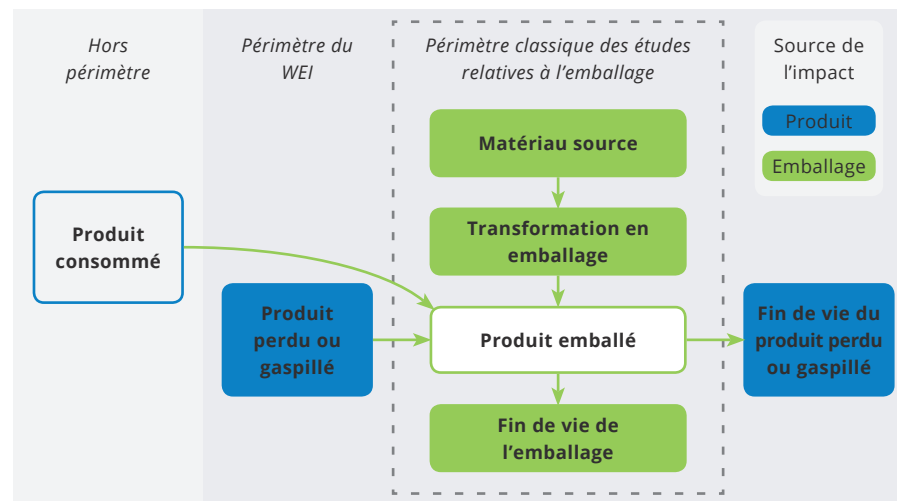 Hors
périmètre
Périmètre du
WEI
Périmètre classique des études
relatives à l'emballage
Source de
l'impact
Produit
Emballage
Matériau source
Transformation en
emballage
Produit
consommé
Produit
perdu ou
gaspillé
Produit emballé
Fin de vie du
produit perdu
ou gaspillé
Fin de vie de
l'emballage